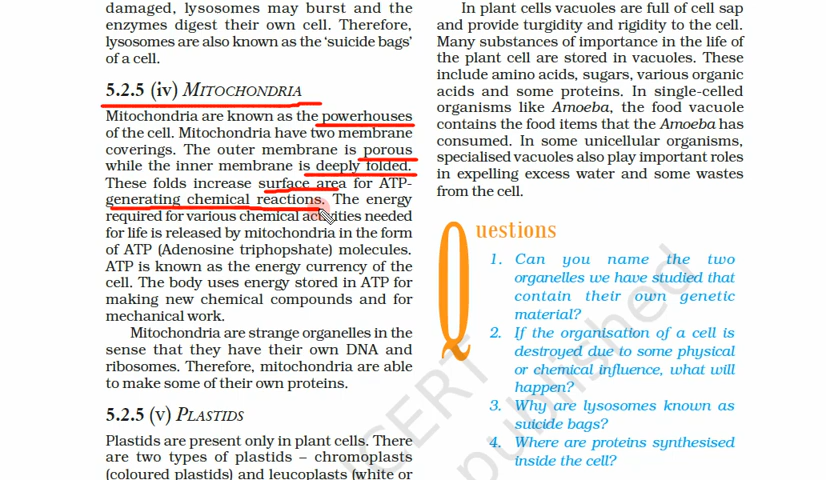 damaged, lysosomes may burst and the
enzymes digest their own cell. Therefore,
lysosomes are also known as the ‘suicide bags’
of a cell.
5.2.5 (iv) MITOCHONDRIA
Mitochondria are known as the powerhouses
of the cell. Mitochondria have two membrane
coverings. The outer membrane is porous
while the inner membrane is deeply folded.
These folds increase surface area for ATP-
generating chemical reactions. The energy
required for various chemical activities needed
for life is released by mitochondria in the form
of ATP (Adenosine triphopshate) molecules.
ATP is known as the energy currency of the
cell. The body uses energy stored in ATP for
making new chemical compounds and for
mechanical work.
Mitochondria are strange organelles in the
sense that they have their own DNA and
ribosomes. Therefore, mitochondria are able
to make some of their own proteins.
5.2.5 (v) PLASTIDS
Plastids are present only in plant cells. There
are two types of plastids – chromoplasts
(coloured plastids) and leucoplasts (white or
In plant cells vacuoles are full of cell sap
and provide turgidity and rigidity to the cell.
Many substances of importance in the life of
the plant cell are stored in vacuoles. These
include amino acids, sugars, various organic
acids and some proteins. In single-celled
organisms like Amoeba, the food vacuole
contains the food items that the Amoeba has
consumed. In some unicellular organisms,
specialised vacuoles also play important roles
in expelling excess water and some wastes
from the cell.
Questions
1. Can you name the two
organelles we have studied that
contain their own genetic
material?
2. If the organisation of a cell is
destroyed due to some physical
or chemical influence, what will
happen?
3. Why are lysosomes known as
suicide bags?
4. Where are proteins synthesised
inside the cell?
NCERT
published